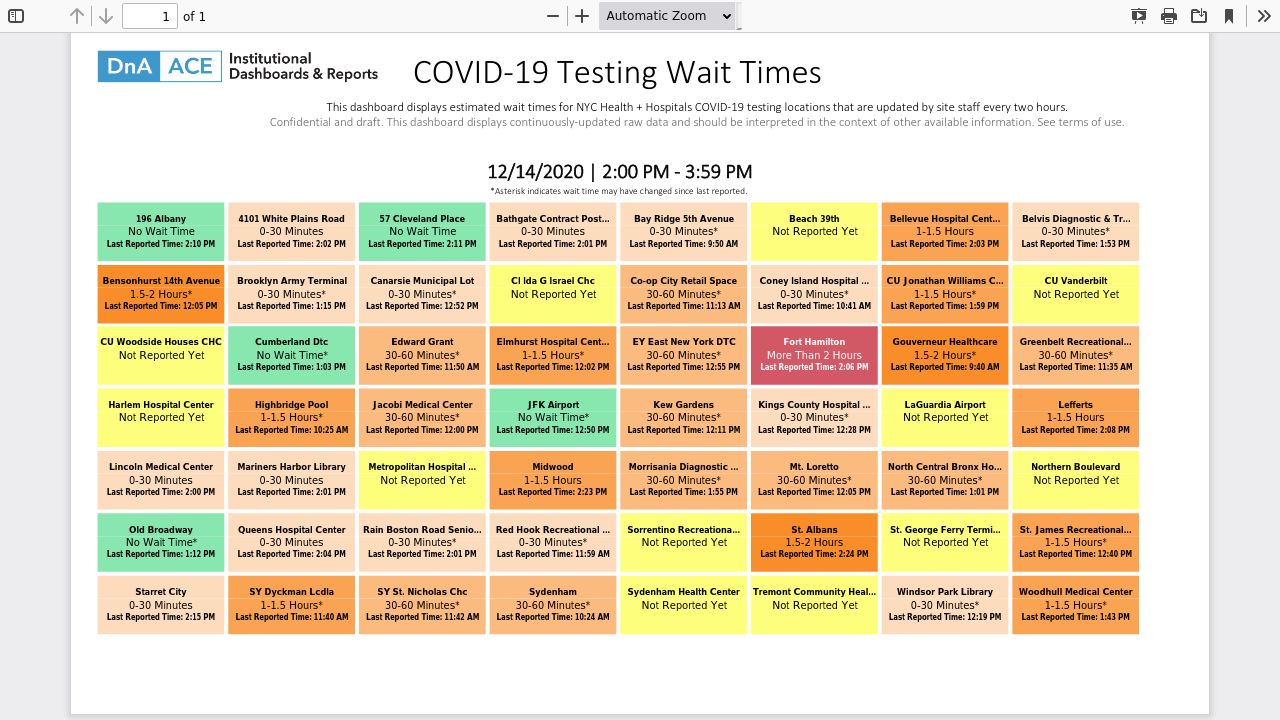 1 of 1
Automatic Zoom
DnA ACE Institutional
Dashboards & Reports
COVID-19 Testing Wait Times
This dashboard displays estimated wait times for NYC Health + Hospitals COVID-19 testing locations that are updated by site staff every two hours.
Confidential and draft. This dashboard displays continuously-updated raw data and should be interpreted in the context of other available information. See terms of use.
12/14/2020 | 2:00 PM - 3:59 PM
*Asterisk indicates wait time may have changed since last reported.
196 Albany
No Wait Time
Last Reported Time: 2:10 PM
4101 White Plains Road
0-30 Minutes
Last Reported Time: 2:02 PM
57 Cleveland Place
No Wait Time
Last Reported Time: 2:11 PM
Bathgate Contract Post...
0-30 Minutes
Last Reported Time: 2:01 PM
Bay Ridge 5th Avenue
0-30 Minutes*
Last Reported Time: 9:50 AM
Beach 39th
Not Reported Yet
Bellevue Hospital Cent...
1-1.5 Hours
Last Reported Time: 2:03 PM
Belvis Diagnostic & Tr...
0-30 Minutes*
Last Reported Time: 1:53 PM
Bensonhurst 14th Avenue
1.5-2 Hours*
Last Reported Time: 12:05 PM
Brooklyn Army Terminal
0-30 Minutes*
Last Reported Time: 1:15 PM
Canarsie Municipal Lot
0-30 Minutes*
Last Reported Time: 12:52 PM
CI Ida G Israel Chc
Not Reported Yet
Co-op City Retail Space
30-60 Minutes*
Last Reported Time: 11:13 AM
Coney Island Hospital ...
0-30 Minutes*
Last Reported Time: 10:41 AM
CU Jonathan Williams C...
1-1.5 Hours*
Last Reported Time: 1:59 PM
CU Vanderbilt
Not Reported Yet
CU Woodside Houses CHC
Not Reported Yet
Cumberland Dtc
No Wait Time*
Last Reported Time: 1:03 PM
Edward Grant
30-60 Minutes*
Last Reported Time: 11:50 AM
Elmhurst Hospital Cent...
1-1.5 Hours*
Last Reported Time: 12:02 PM
EY East New York DTC
30-60 Minutes*
Last Reported Time: 12:55 PM
Fort Hamilton
More Than 2 Hours
Last Reported Time: 2:06 PM
Gouverneur Healthcare
1.5-2 Hours*
Last Reported Time: 9:40 AM
Greenbelt Recreational...
30-60 Minutes*
Last Reported Time: 11:35 AM
Harlem Hospital Center
Not Reported Yet
Highbridge Pool
1-1.5 Hours*
Last Reported Time: 10:25 AM
Jacobi Medical Center
30-60 Minutes*
Last Reported Time: 12:00 PM
JFK Airport
No Wait Time*
Last Reported Time: 12:50 PM
Kew Gardens
30-60 Minutes*
Last Reported Time: 12:11 PM
Kings County Hospital ...
0-30 Minutes*
Last Reported Time: 12:28 PM
LaGuardia Airport
Not Reported Yet
Lefferts
1-1.5 Hours
Last Reported Time: 2:08 PM
Lincoln Medical Center
0-30 Minutes
Last Reported Time: 2:00 PM
Mariners Harbor Library
0-30 Minutes
Last Reported Time: 2:01 PM
Metropolitan Hospital ...
Not Reported Yet
Midwood
1-1.5 Hours
Last Reported Time: 2:23 PM
Morrisania Diagnostic ...
30-60 Minutes*
Last Reported Time: 1:55 PM
Mt. Loretto
30-60 Minutes*
Last Reported Time: 12:05 PM
North Central Bronx Ho...
30-60 Minutes*
Last Reported Time: 1:01 PM
Northern Boulevard
Not Reported Yet
Old Broadway
No Wait Time*
Last Reported Time: 1:12 PM
Queens Hospital Center
0-30 Minutes
Last Reported Time: 2:04 PM
Rain Boston Road Senio...
0-30 Minutes*
Last Reported Time: 2:01 PM
Red Hook Recreational ...
0-30 Minutes*
Last Reported Time: 11:59 AM
Sorrentino Recreationa...
Not Reported Yet
St. Albans
1.5-2 Hours
Last Reported Time: 2:24 PM
St. George Ferry Termi...
Not Reported Yet
St. James Recreational...
1-1.5 Hours*
Last Reported Time: 12:40 PM
Starret City
0-30 Minutes
Last Reported Time: 2:15 PM
SY Dyckman Lcdla
1-1.5 Hours*
Last Reported Time: 11:40 AM
SY St. Nicholas Chc
30-60 Minutes*
Last Reported Time: 11:42 AM
Sydenham
30-60 Minutes*
Last Reported Time: 10:24 AM
Sydenham Health Center
Not Reported Yet
Tremont Community Heal...
Not Reported Yet
Windsor Park Library
0-30 Minutes*
Last Reported Time: 12:19 PM
Woodhull Medical Center
1-1.5 Hours*
Last Reported Time: 1:43 PM